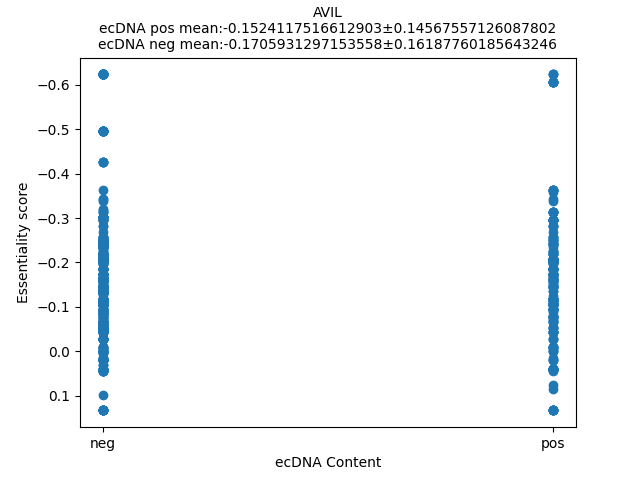 AVIL
ecDNA pos mean:-0.1524117516612903±0.14567557126087802
ecDNA neg mean:-0.1705931297153558±0.16187760185643246
Essentiality score
−0.6
−0.5
−0.4
−0.3
−0.2
−0.1
0.0
0.1
neg
pos
ecDNA Content